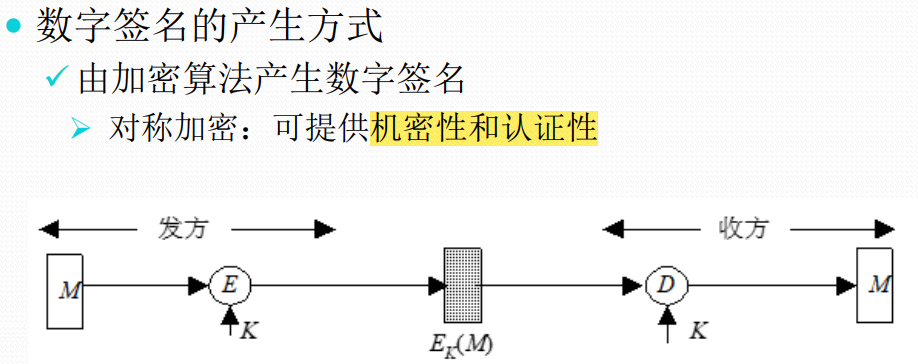 数字签名的产生方式
由加密算法产生数字签名
对称加密：可提供机密性和认证性
发方 收方
M E D M
K K
E_K(M)